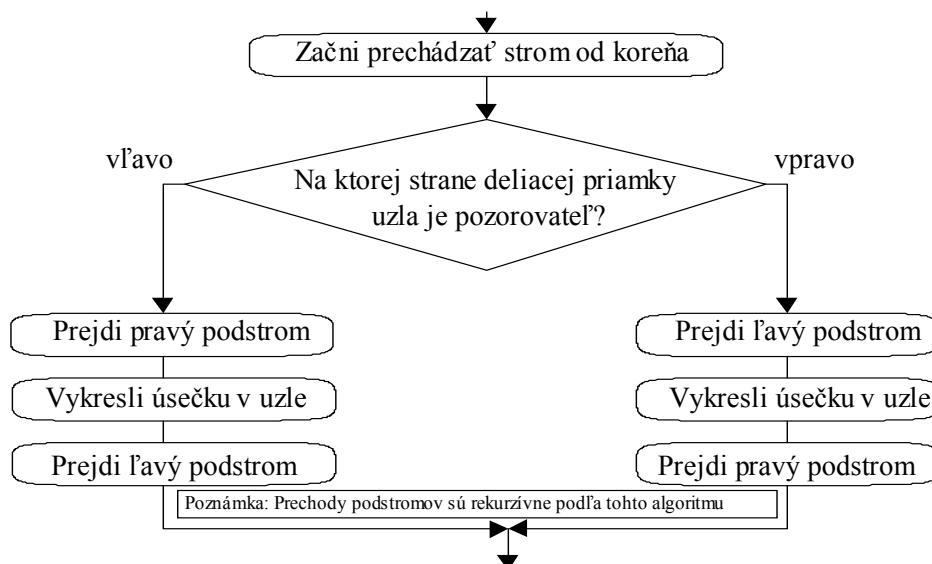 Začni prechádzať strom od koreňa
vľavo
vpravo
Na ktorej strane deliacej priamky
uzla je pozorovateľ?
Prejdi pravý podstrom
Prejdi ľavý podstrom
Vykresli úsečku v uzle
Vykresli úsečku v uzle
Prejdi ľavý podstrom
Prejdi pravý podstrom
Poznámka: Prechody podstromov sú rekurzívne podľa tohto algoritmu